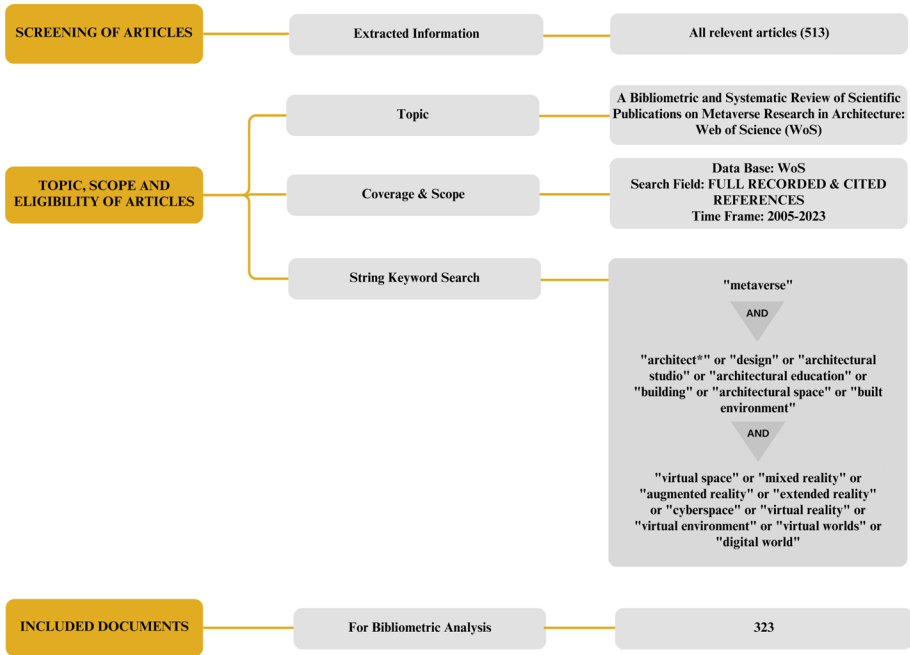 SCREENING OF ARTICLES
Extracted Information
All relevent articles (513)
Topic
A Bibliometric and Systematic Review of Scientific
Publications on Metaverse Research in Architecture:
Web of Science (WoS)
TOPIC, SCOPE AND
ELIGIBILITY OF ARTICLES
Coverage & Scope
Data Base: WoS
Search Field: FULL RECORDED & CITED
REFERENCES
Time Frame: 2005-2023
String Keyword Search
"metaverse"
AND
"architect*" or "design" or "architectural
studio" or "architectural education" or
"building" or "architectural space" or "built
environment"
AND
"virtual space" or "mixed reality" or
"augmented reality" or "extended reality"
or "cyberspace" or "virtual reality" or
"virtual environment" or "virtual worlds" or
"digital world"
INCLUDED DOCUMENTS
For Bibliometric Analysis
323